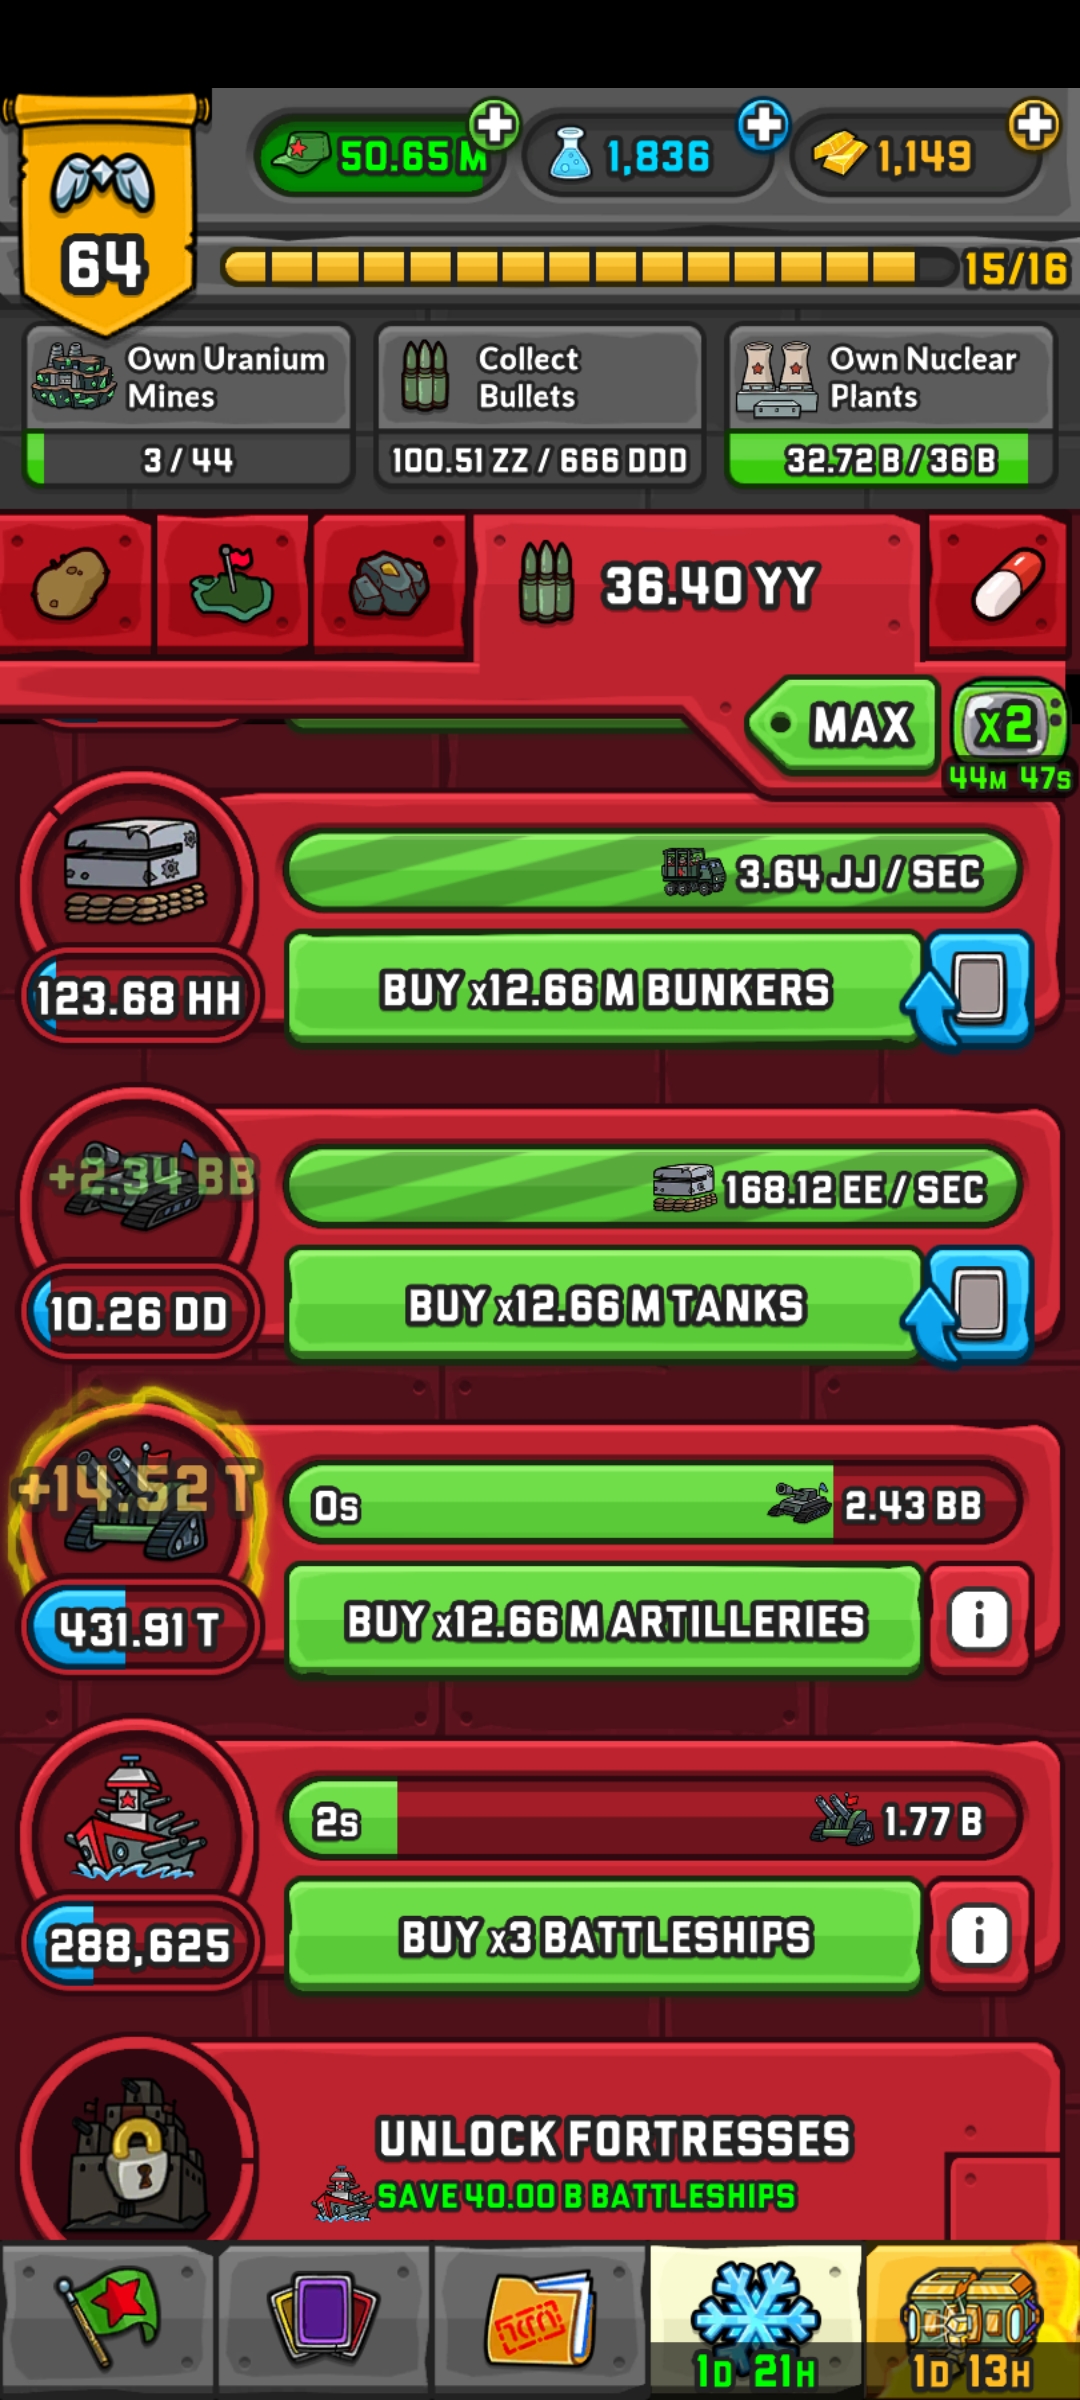 50.65 M
1,836
1,149
64
15/16
Own Uranium
Mines
3 / 44
Collect
Bullets
100.51 ZZ / 666 DDD
Own Nuclear
Plants
32.72 B / 36 B
36.40 YY
MAX
x2
44M 47S
3.64 JJ / SEC
123.68 HH
BUY x12.66 M BUNKERS
+2.34 BB
168.12 EE / SEC
10.26 DD
BUY x12.66 M TANKS
+14.52 T
0s
2.43 BB
431.91 T
BUY x12.66 M ARTILLERIES
i
2s
1.77 B
288,625
BUY x3 BATTLESHIPS
i
UNLOCK FORTRESSES
SAVE 40.00 B BATTLESHIPS
1D 21H
1D 13H